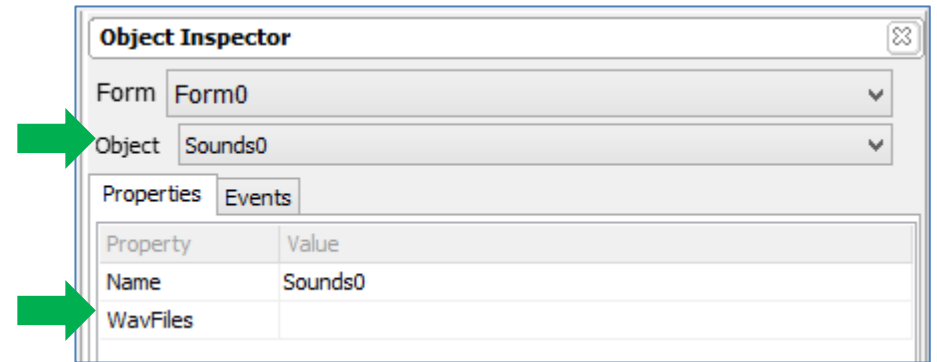 Object Inspector
Form Form0
Object Sounds0
Properties Events
Property Value
Name Sounds0
WavFiles